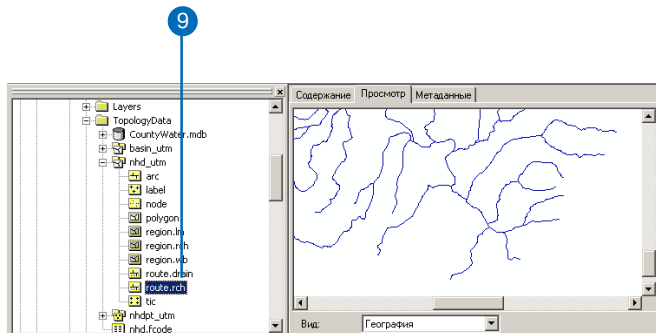 9
Layers
TopologyData
CountyWater.mdb
basin_utm
nhd_utm
arc
label
node
polygon
region.lm
region.rch
region.wb
route.drain
route.rch
tic
nhdpt_utm
nhd.fcode
Содержание Просмотр Метаданные
Вид: География